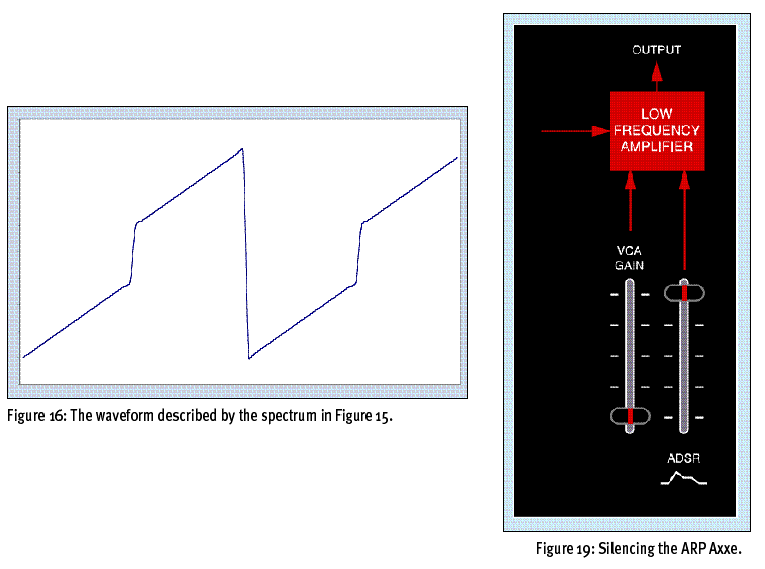 Figure 16: The waveform described by the spectrum in Figure 15.
OUTPUT
LOW
FREQUENCY
AMPLIFIER
VCA
GAIN
ADSR
Figure 19: Silencing the ARP Axxe.